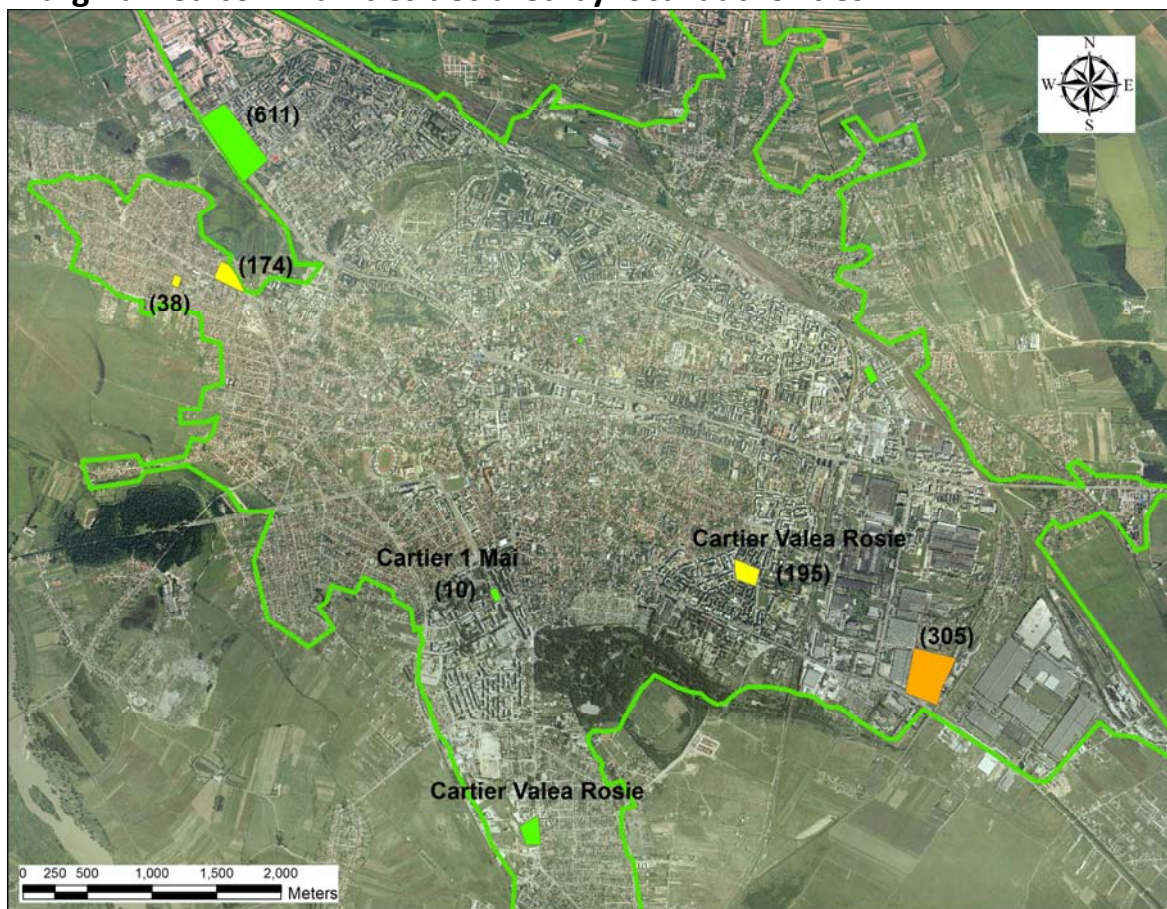 N
W E
S
(611)
(174)
(38)
Cartier Valea Rosie
(195)
Cartier 1 Mai
(10)
(305)
Cartier Valea Rosie
0 250 500 1,000 1,500 2,000
Meters